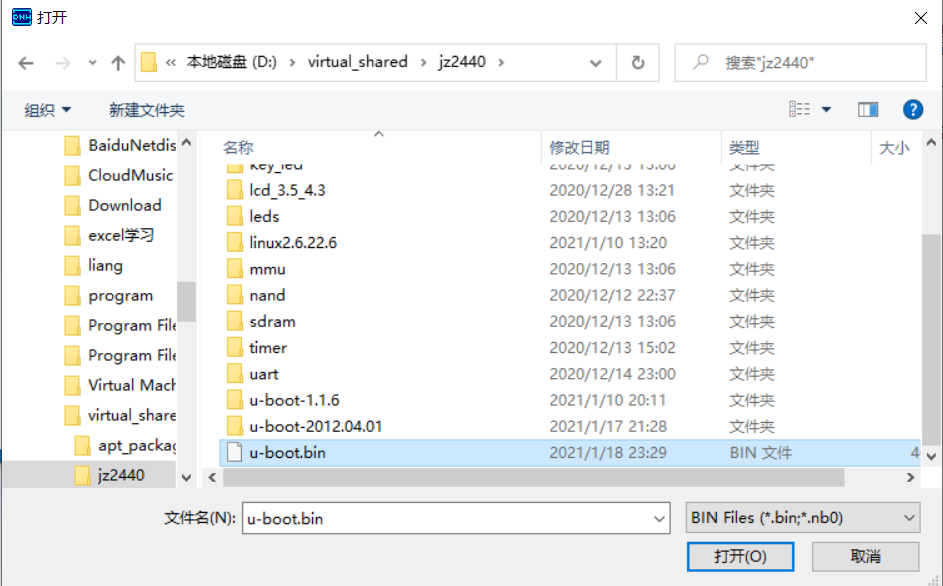 DNW 打开
« 本地磁盘 (D:) › virtual_shared › jz2440 › 搜索"jz2440"
组织 新建文件夹
名称 修改日期 类型 大小
BaiduNetdis
CloudMusic
Download
excel学习
liang
program
Program File
Program File
Virtual Mach
virtual_share
apt_packag
jz2440
key_led 2020/12/13 13:06 文件夹
lcd_3.5_4.3 2020/12/28 13:21 文件夹
leds 2020/12/13 13:06 文件夹
linux2.6.22.6 2021/1/10 13:20 文件夹
mmu 2020/12/13 13:06 文件夹
nand 2020/12/12 22:37 文件夹
sdram 2020/12/13 13:06 文件夹
timer 2020/12/13 15:02 文件夹
uart 2020/12/14 23:00 文件夹
u-boot-1.1.6 2021/1/10 20:11 文件夹
u-boot-2012.04.01 2021/1/17 21:28 文件夹
u-boot.bin 2021/1/18 23:29 BIN 文件 4
文件名(N): u-boot.bin BIN Files (*.bin;*.nb0)
打开(O) 取消